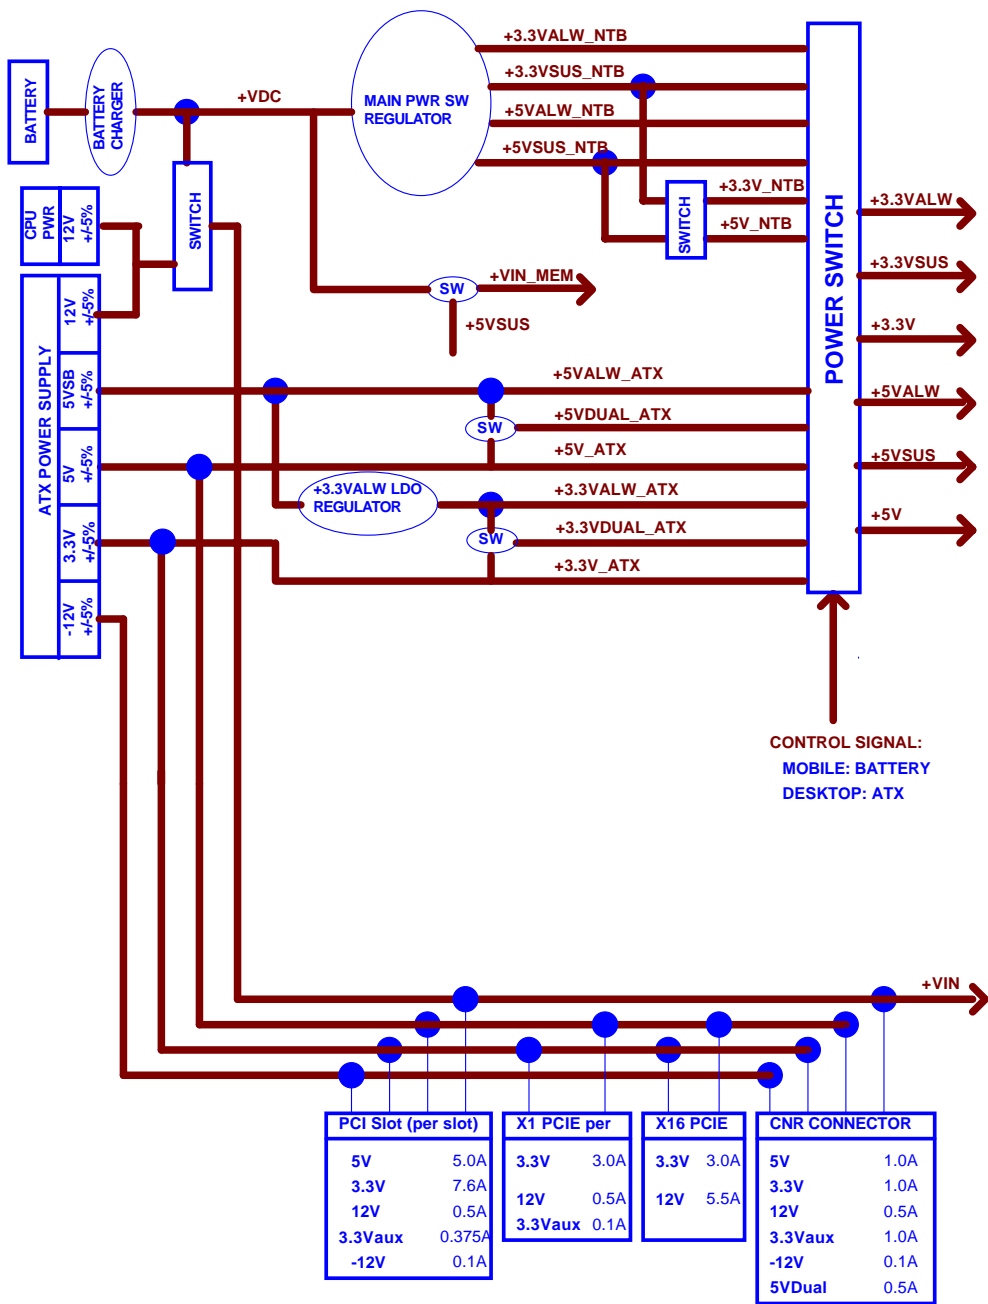 +3.3VALW_NTB
+3.3VSUS_NTB
+5VALW_NTB
+5VSUS_NTB
+3.3V_NTB
+5V_NTB
BATTERY
BATTERY
CHARGER
+VDC
MAIN PWR SW
REGULATOR
SWITCH
SWITCH
CPU
PWR
12V
+/-5%
SW
+VIN_MEM
+5VSUS
POWER SWITCH
+3.3VALW
+3.3VSUS
+3.3V
+5VALW
+5VSUS
+5V
ATX POWER SUPPLY
12V
+/-5%
5VSB
+/-5%
5V
+/-5%
3.3V
+/-5%
-12V
+/-5%
+5VALW_ATX
+5VDUAL_ATX
SW
+5V_ATX
+3.3VALW LDO
REGULATOR
+3.3VALW_ATX
+3.3VDUAL_ATX
SW
+3.3V_ATX
CONTROL SIGNAL:
MOBILE: BATTERY
DESKTOP: ATX
+VIN
PCI Slot (per slot)
5V 5.0A
3.3V 7.6A
12V 0.5A
3.3Vaux 0.375A
-12V 0.1A
X1 PCIE per
3.3V 3.0A
12V 0.5A
3.3Vaux 0.1A
X16 PCIE
3.3V 3.0A
12V 5.5A
CNR CONNECTOR
5V 1.0A
3.3V 1.0A
12V 0.5A
3.3Vaux 1.0A
-12V 0.1A
5VDual 0.5A